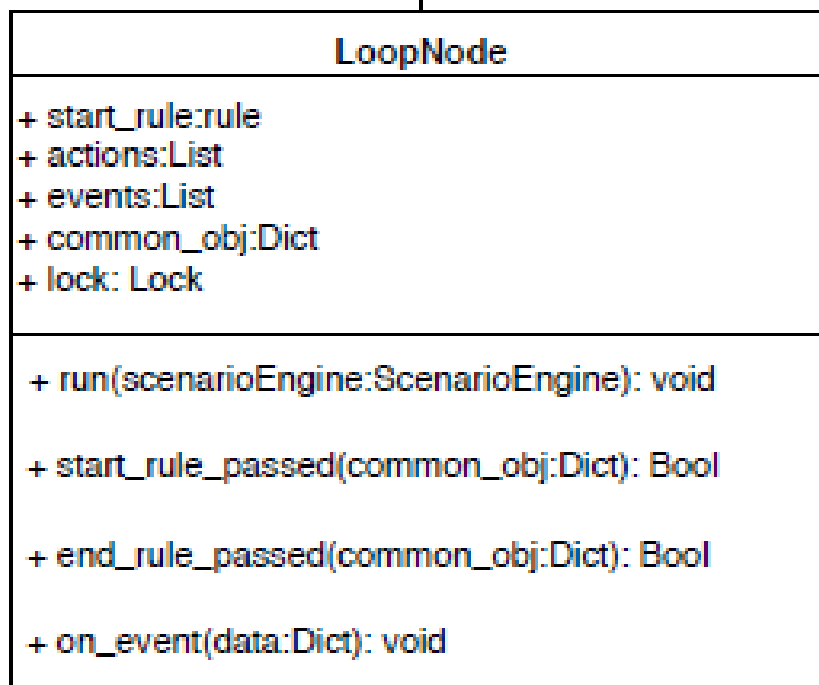 LoopNode
+ start_rule:rule
+ actions:List
+ events:List
+ common_obj:Dict
+ lock: Lock
+ run(scenarioEngine:ScenarioEngine): void
+ start_rule_passed(common_obj:Dict): Bool
+ end_rule_passed(common_obj:Dict): Bool
+ on_event(data:Dict): void